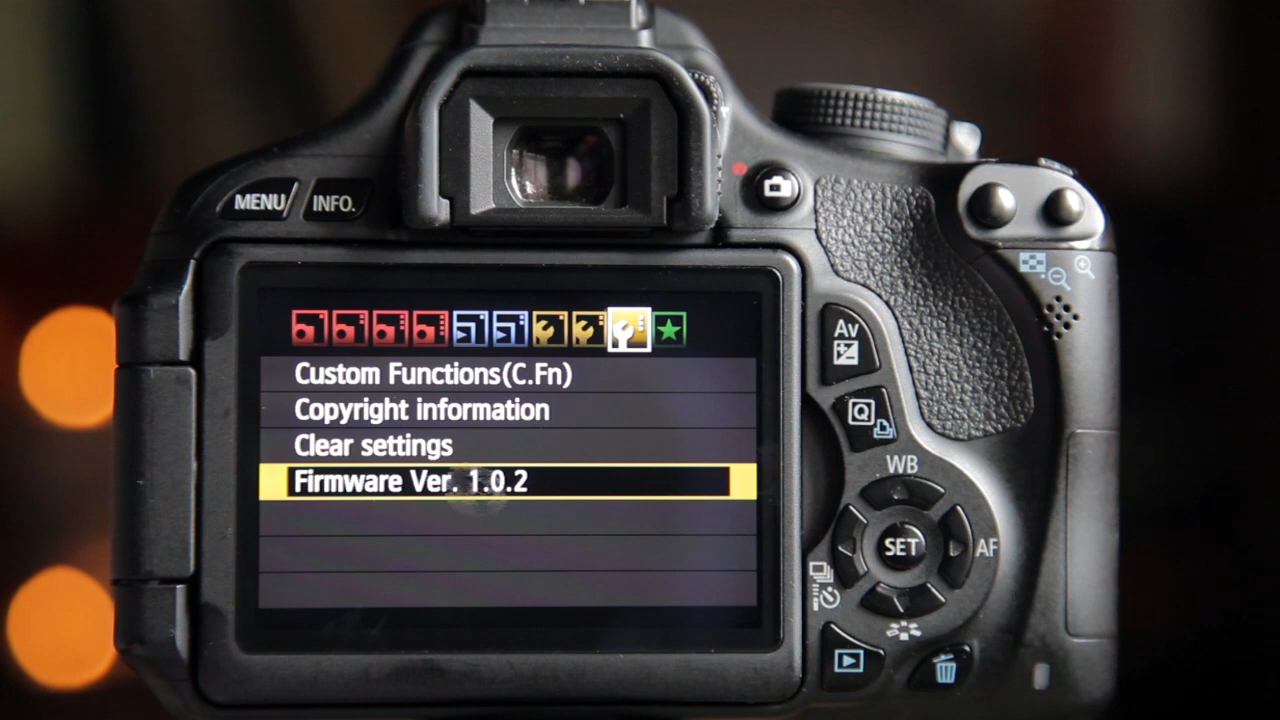 MENU INFO.
Custom Functions(C.Fn)
Copyright information
Clear settings
Firmware Ver. 1.0.2
Av
Q
WB
SET
AF